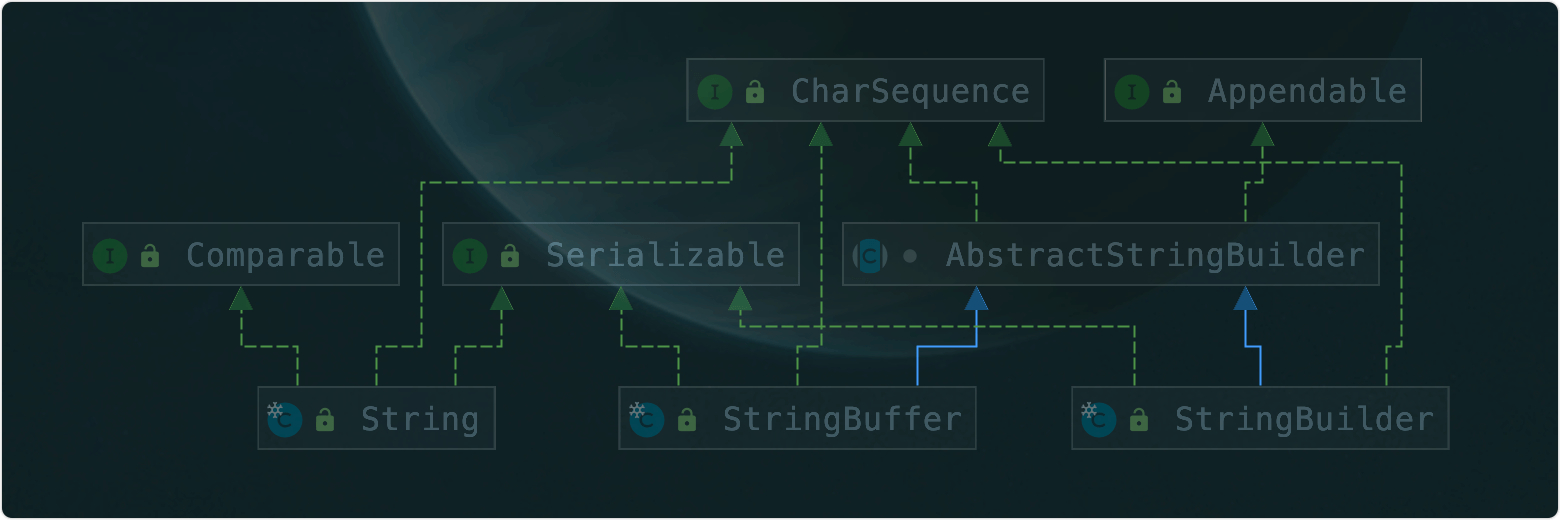 CharSequence
Appendable
Comparable
Serializable
AbstractStringBuilder
String
StringBuffer
StringBuilder